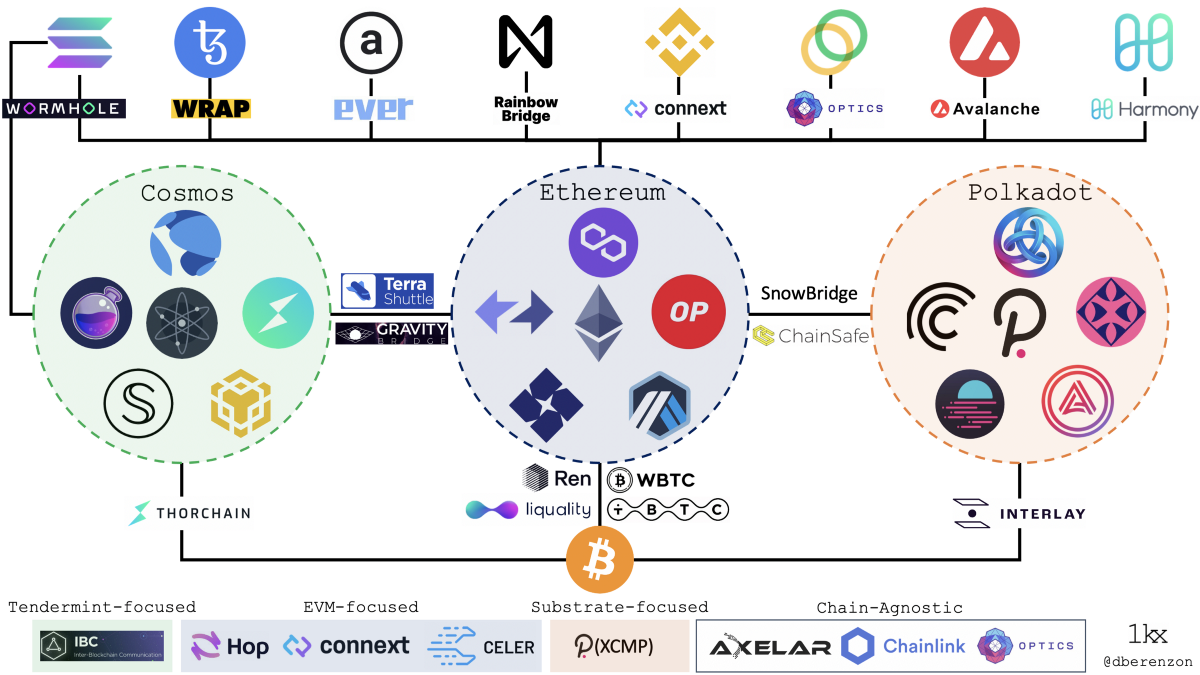 a
WORMHOLE
WRAP
ever
Rainbow
Bridge
connext
OPTICS
Avalanche
Harmony
Cosmos
Ethereum
Polkadot
Terra
Shuttle
GRAVITY
BRIDGE
OP
SnowBridge
ChainSafe
S
Ren
WBTC
liquality
TBTC
THORCHAIN
INTERLAY
Tendermint-focused
EVM-focused
Substrate-focused
Chain-Agnostic
IBC
Inter-Blockchain Communication
Hop
connext
CELER
(XCMP)
AXELAR
Chainlink
OPTICS
1kx
@dberenzon